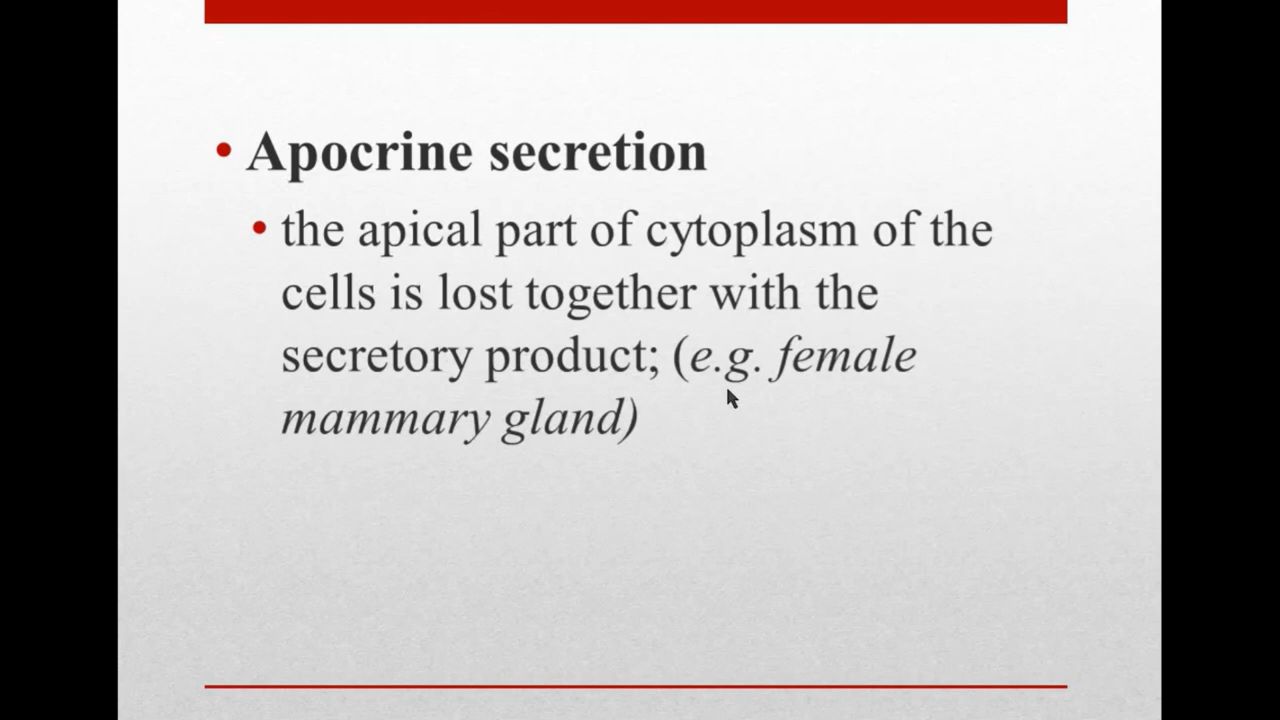 • Apocrine secretion
• the apical part of cytoplasm of the
cells is lost together with the
secretory product; (e.g. female
mammary gland)